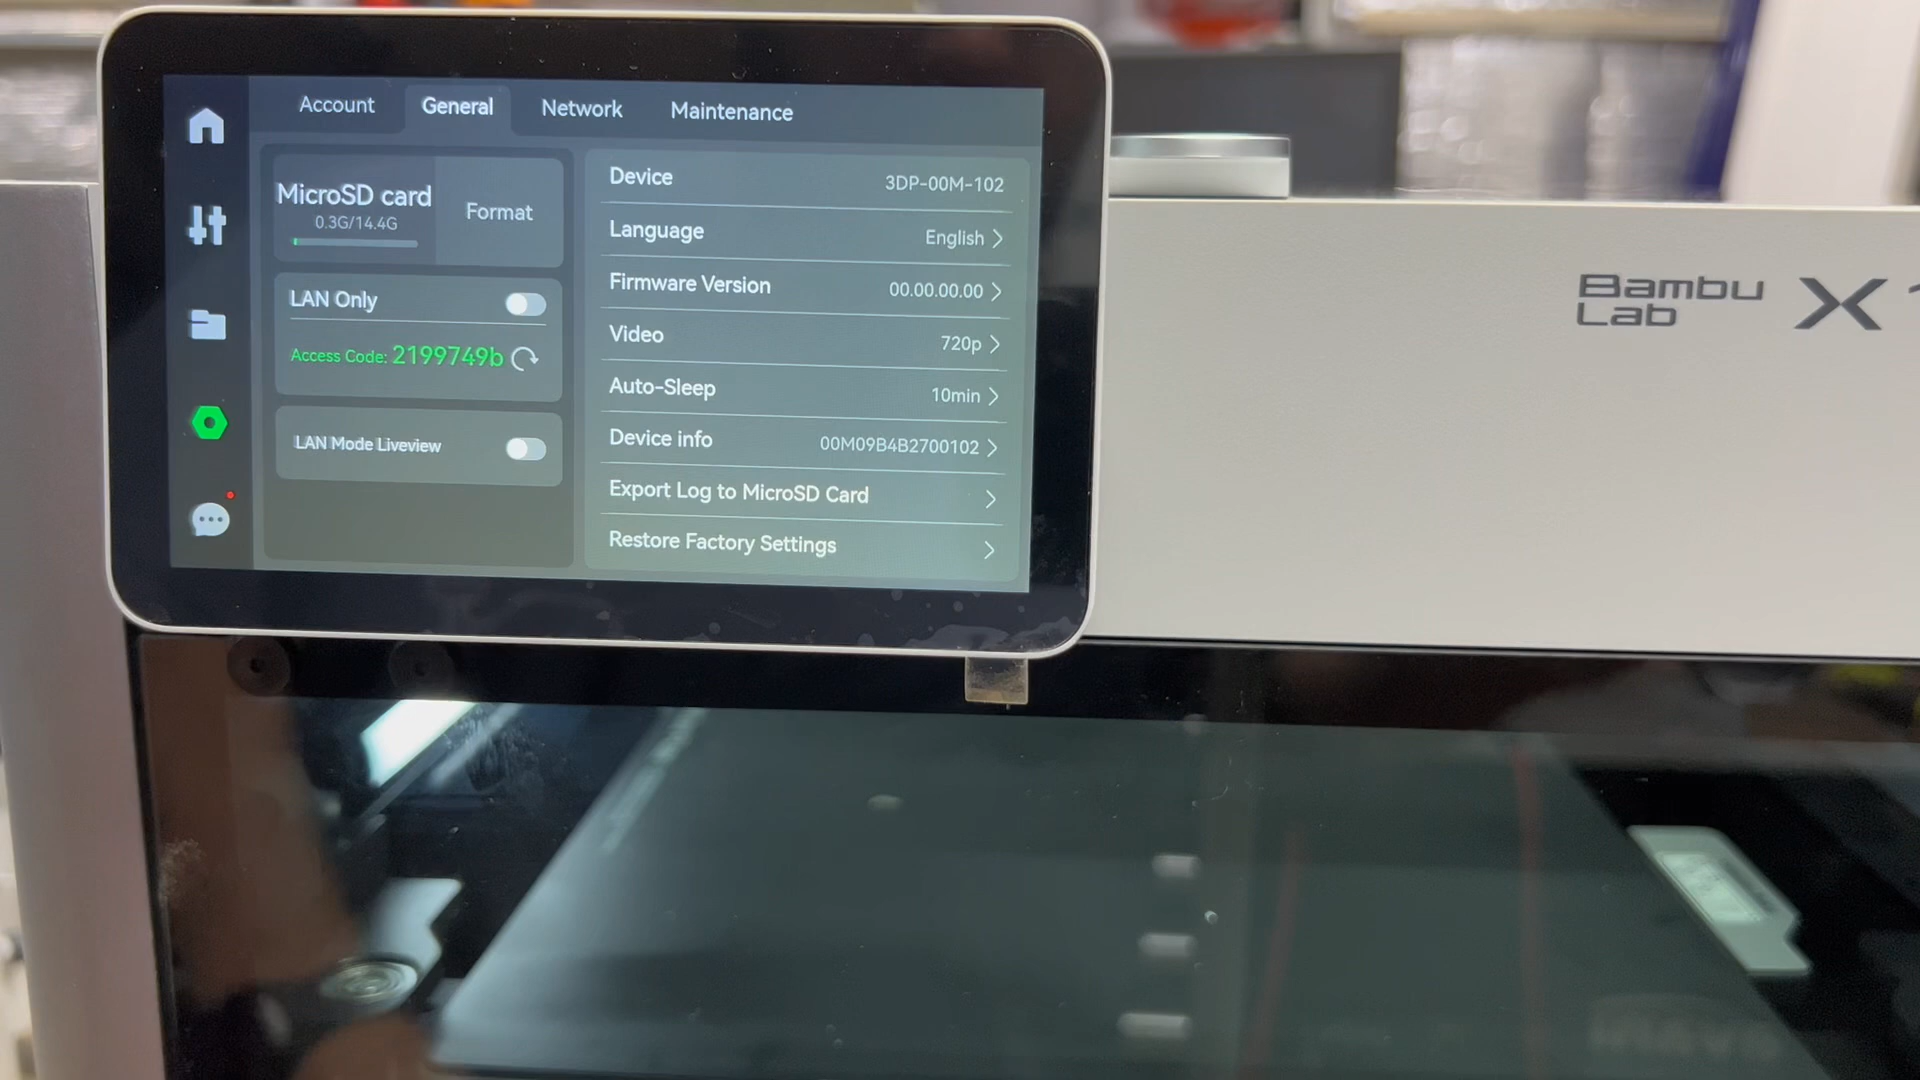 Account General Network Maintenance
MicroSD card
0.3G/14.4G
Format
LAN Only
Access Code: 2199749b
LAN Mode Liveview
Device 3DP-00M-102
Language English
Firmware Version 00.00.00.00
Video 720p
Auto-Sleep 10min
Device info 00M09B4B2700102
Export Log to MicroSD Card
Restore Factory Settings
Bambu
Lab
X